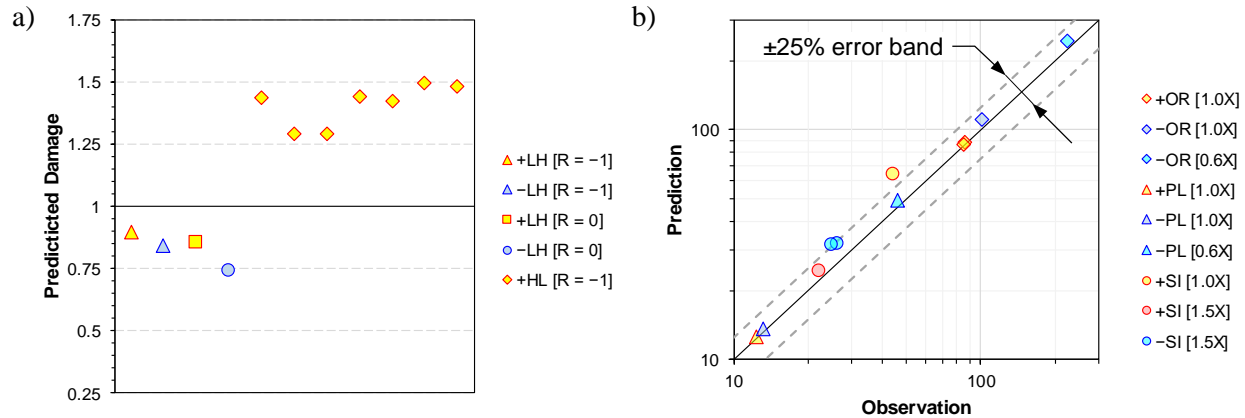 a)
Predicticted Damage
1.75
1.5
1.25
1
0.75
0.5
0.25
+LH [R = −1]
−LH [R = −1]
+LH [R = 0]
−LH [R = 0]
+HL [R = −1]
b)
±25% error band
Prediction
100
10
10
100
Observation
+OR [1.0X]
−OR [1.0X]
−OR [0.6X]
+PL [1.0X]
−PL [1.0X]
−PL [0.6X]
+SI [1.0X]
+SI [1.5X]
−SI [1.5X]